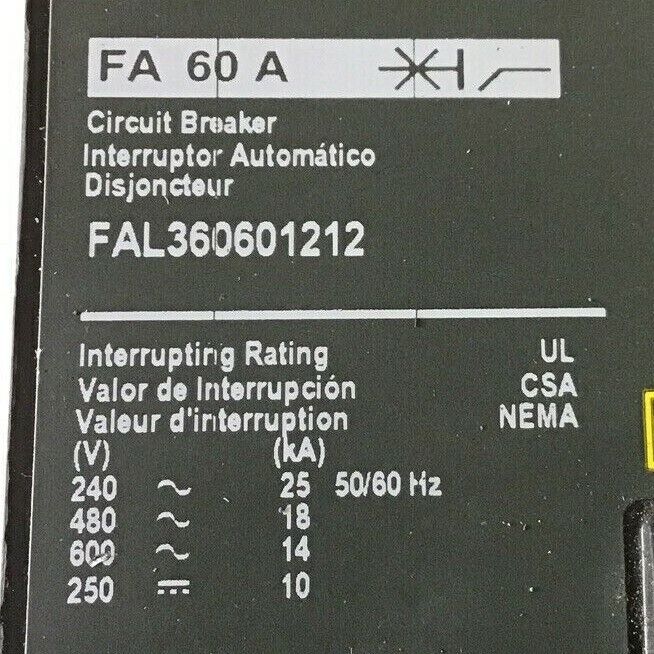 FA 60 A
Circuit Breaker
Interruptor Automático
Disjoncteur
FAL360601212
Interrupting Rating UL
Valor de Interrupción CSA
Valeur d'interruption NEMA
(V) (kA)
240 ~ 25 50/60 Hz
480 ~ 18
600 ~ 14
250 ⎓ 10